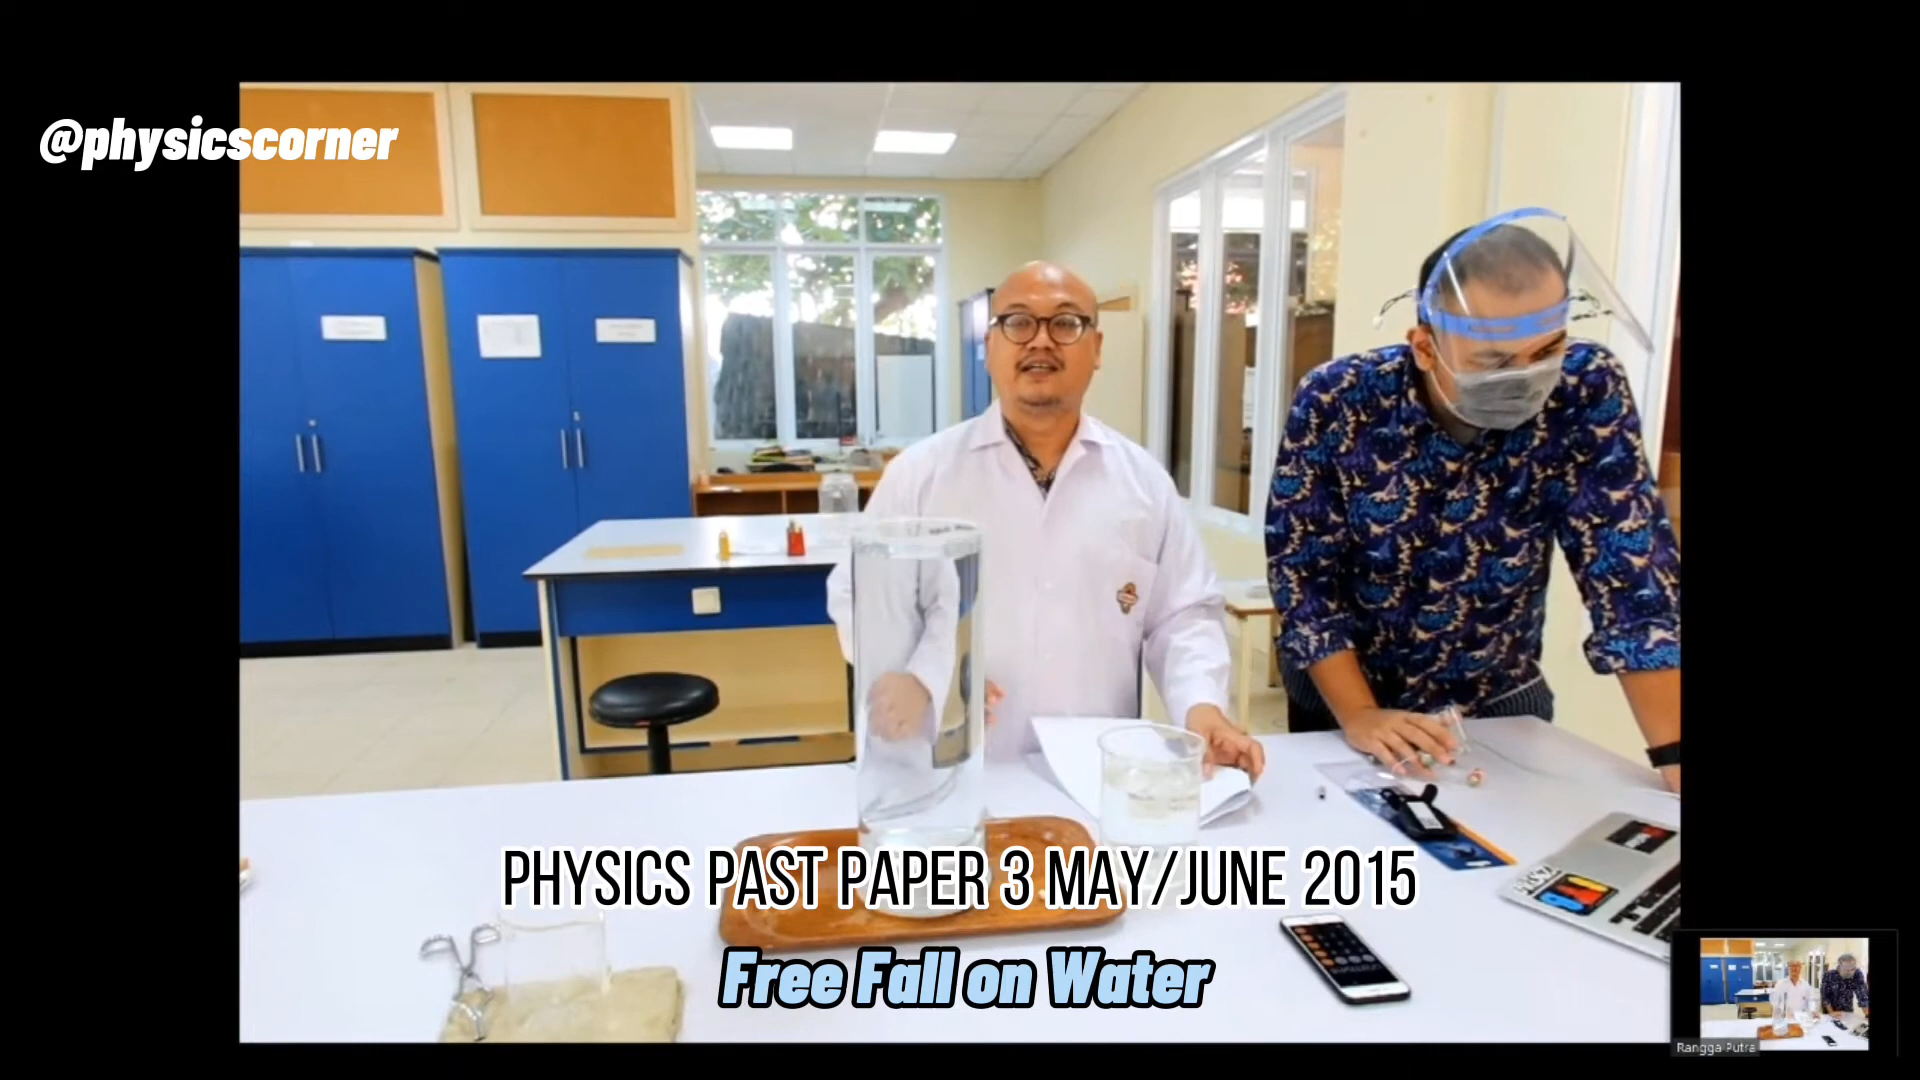 @physicscorner
PHYSICS PAST PAPER 3 MAY/JUNE 2015
Free Fall on Water
Rangga Putra